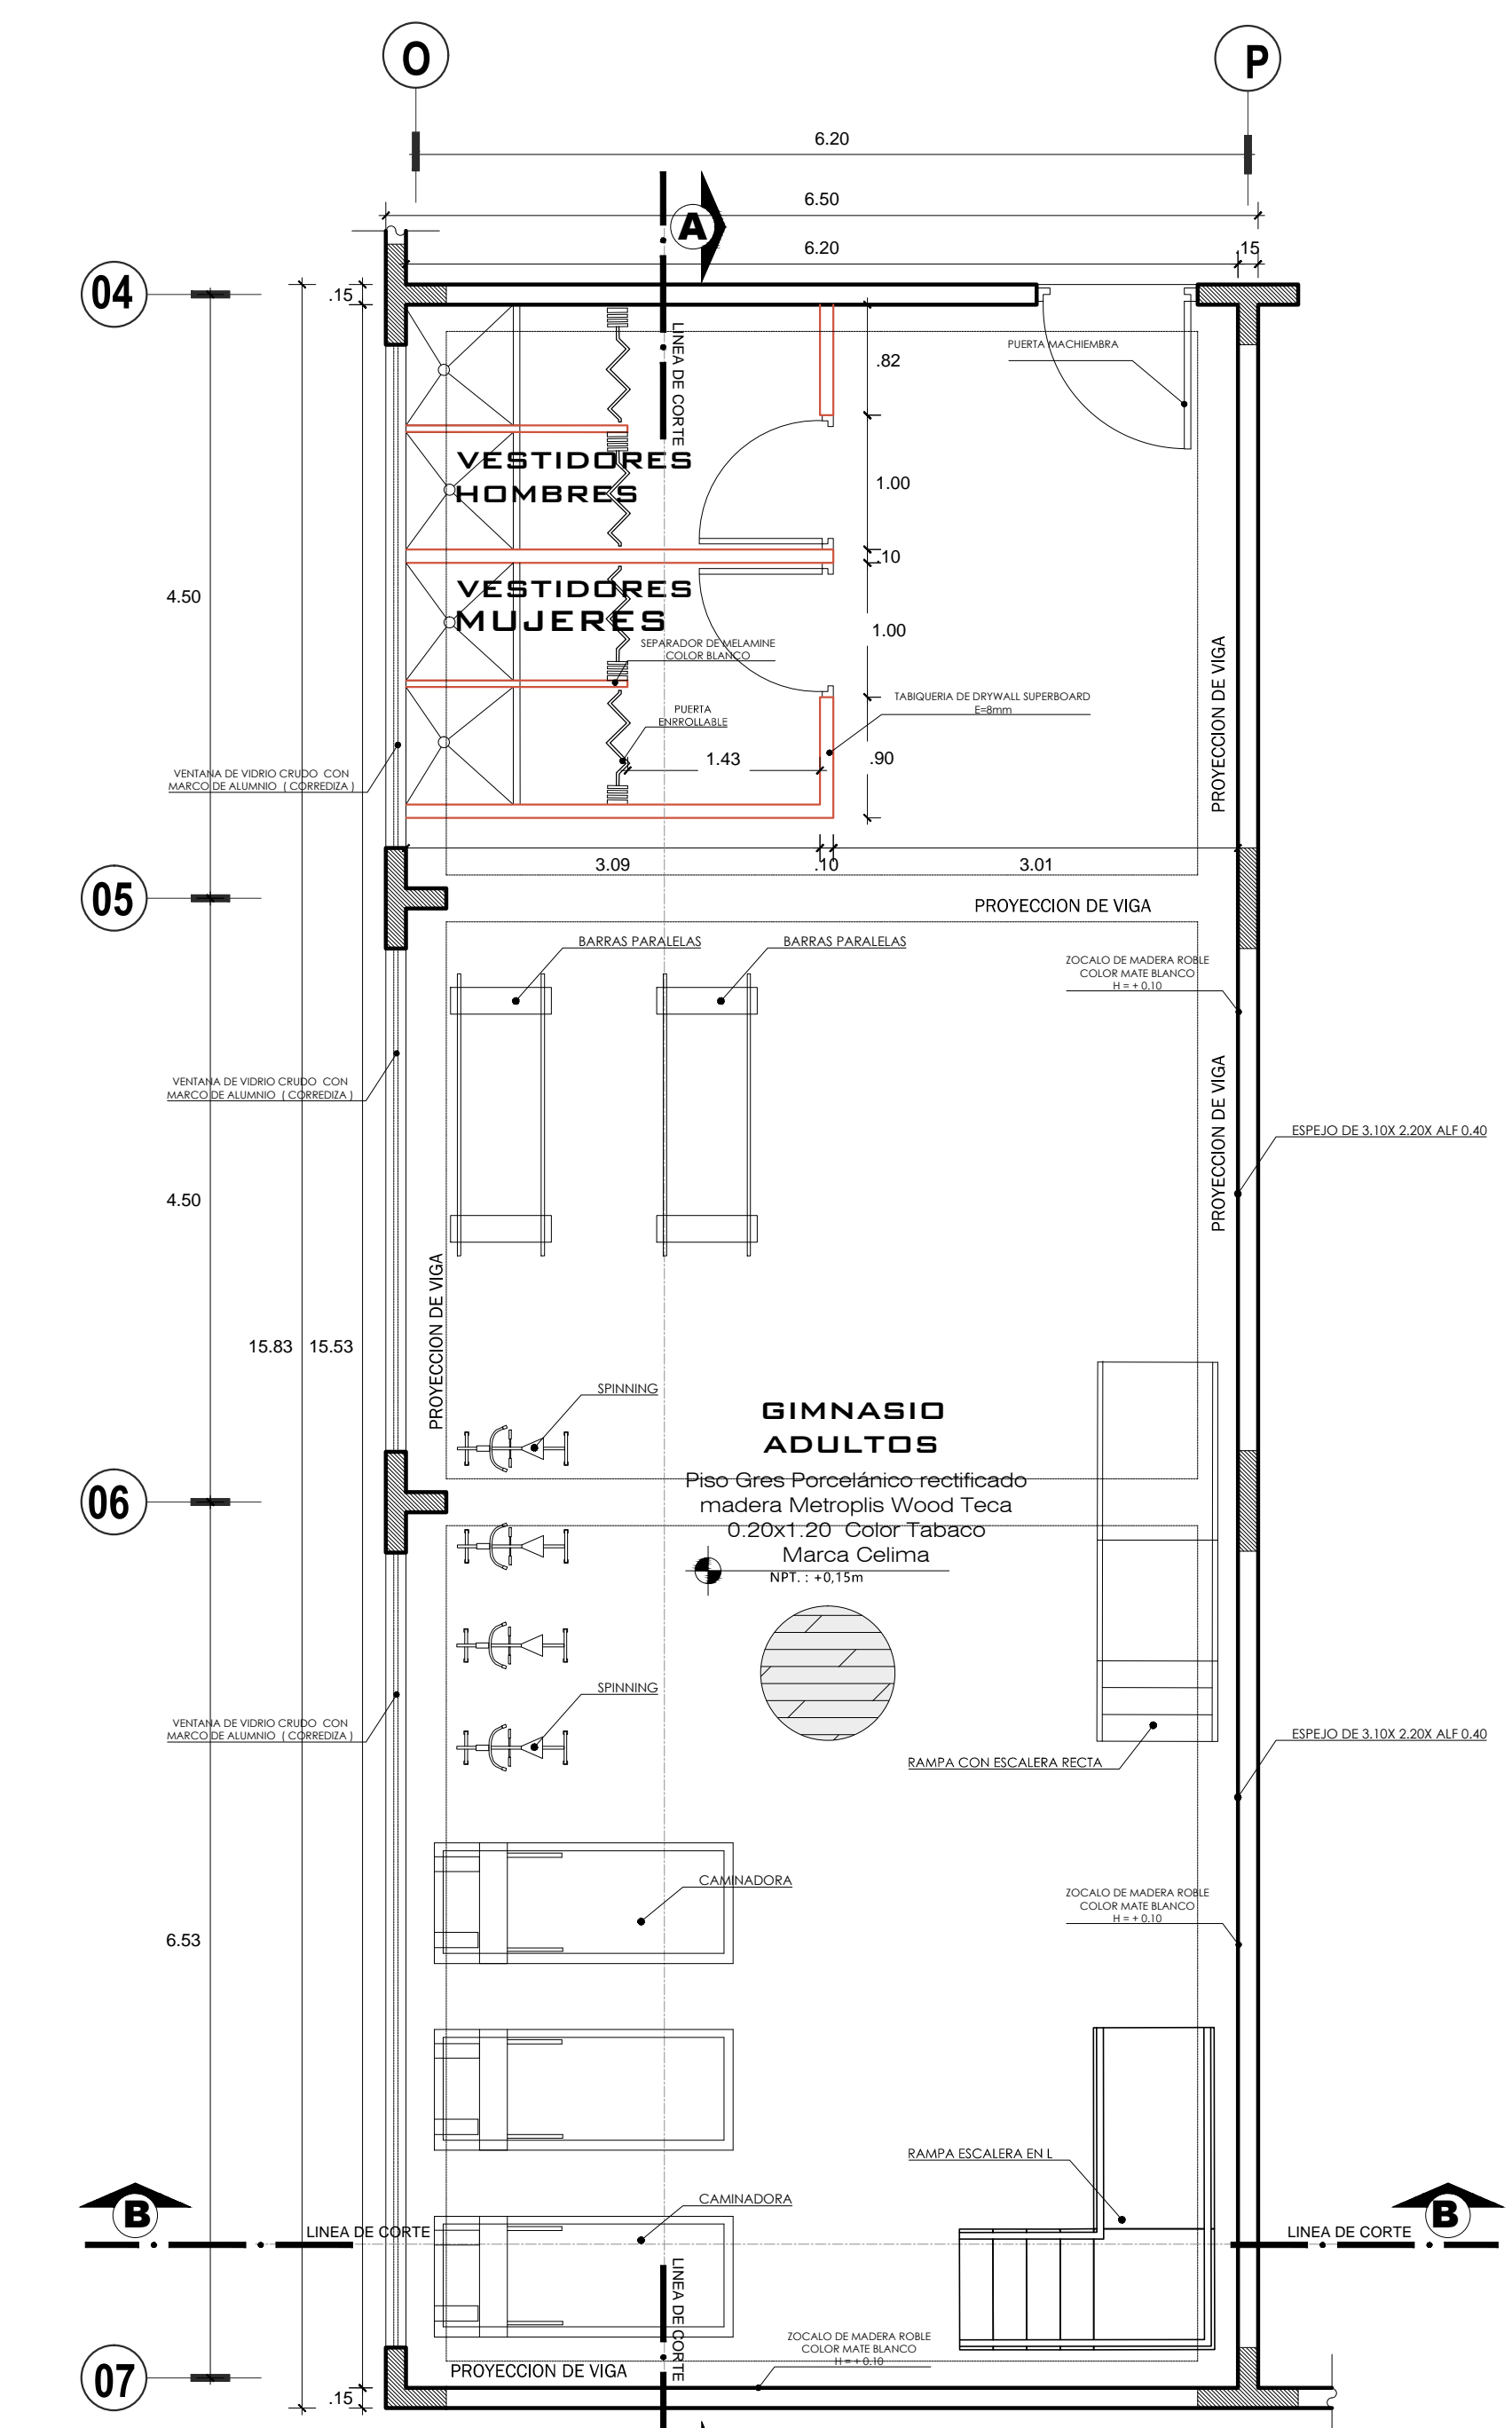 O
P
6.20
6.50
A
6.20
.15
04
.15
LINEA DE CORTE
PUERTA MACHIEMBRA
.82
VESTIDORES
HOMBRES
1.00
.10
4.50
VESTIDORES
MUJERES
1.00
SEPARADOR DE MELAMINE
COLOR BLANCO
PROYECCION DE VIGA
TABIQUERIA DE DRYWALL SUPERBOARD
E=8mm
PUERTA
ENRROLLABLE
1.43
.90
VENTANA DE VIDRIO CRUDO CON
MARCO DE ALUMNIO ( CORREDIZA )
3.09
.10
3.01
05
PROYECCION DE VIGA
BARRAS PARALELAS
BARRAS PARALELAS
ZOCALO DE MADERA ROBLE
COLOR MATE BLANCO
H = + 0.10
VENTANA DE VIDRIO CRUDO CON
MARCO DE ALUMNIO ( CORREDIZA )
PROYECCION DE VIGA
ESPEJO DE 3.10X 2.20X ALF 0.40
4.50
PROYECCION DE VIGA
15.83
15.53
SPINNING
GIMNASIO
ADULTOS
Piso Gres Porcelánico rectificado
madera Metroplis Wood Teca
0.20x1.20 Color Tabaco
Marca Celima
NPT. : +0,15m
06
SPINNING
VENTANA DE VIDRIO CRUDO CON
MARCO DE ALUMNIO ( CORREDIZA )
ESPEJO DE 3.10X 2.20X ALF 0.40
RAMPA CON ESCALERA RECTA
CAMINADORA
ZOCALO DE MADERA ROBLE
COLOR MATE BLANCO
H = + 0.10
6.53
RAMPA ESCALERA EN L
CAMINADORA
B
B
LINEA DE CORTE
LINEA DE CORTE
LINEA DE CORTE
ZOCALO DE MADERA ROBLE
COLOR MATE BLANCO
H = + 0.10
PROYECCION DE VIGA
07
.15